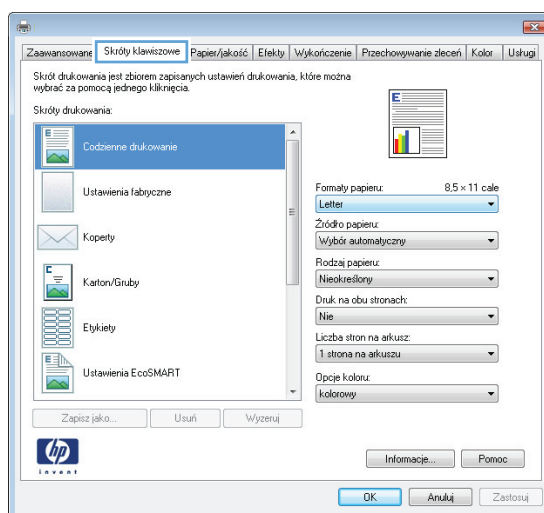 Zaawansowane Skróty klawiszowe Papier/jakość Efekty Wykończenie Przechowywanie zleceń Kolor Usługi
Skrót drukowania jest zbiorem zapisanych ustawień drukowania, które można
wybrać za pomocą jednego kliknięcia.
Skróty drukowania:
Codzienne drukowanie
Ustawienia fabryczne
Koperty
Karton/Gruby
Etykiety
Ustawienia EcoSMART
Zapisz jako... Usuń Wyzeruj
E
Formaty papieru: 8,5 × 11 cale
Letter
Źródło papieru:
Wybór automatyczny
Rodzaj papieru:
Nieokreślony
Druk na obu stronach:
Nie
Liczba stron na arkusz:
1 strona na arkuszu
Opcje koloru:
kolorowy
hp
invent
Informacje... Pomoc
OK Anuluj Zastosuj